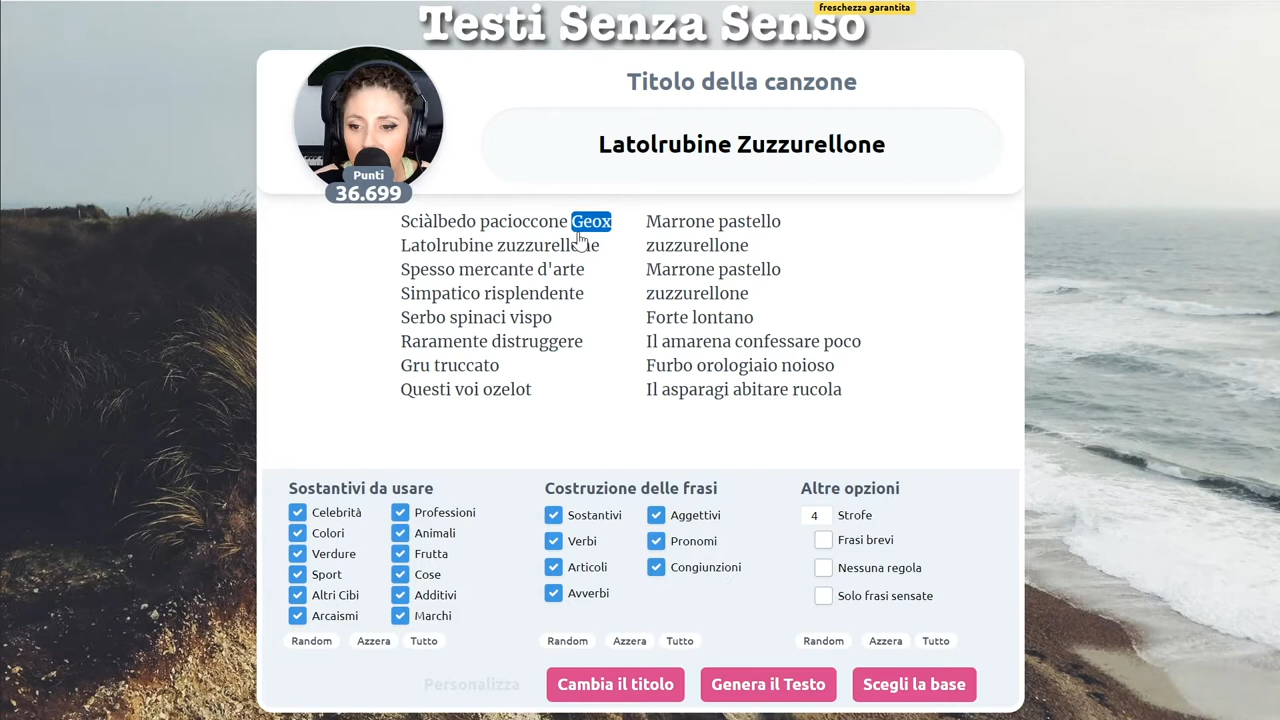 Testi Senza Senso
freschezza garantita
Titolo della canzone
Latolrubine Zuzzurellone
Punti
36.699
Sciàlbedo pacioccone Geox
Latolrubine zuzzurellone
Spesso mercante d'arte
Simpatico risplendente
Serbo spinaci vispo
Raramente distruggere
Gru truccato
Questi voi ozelot
Marrone pastello
zuzzurellone
Marrone pastello
zuzzurellone
Forte lontano
Il amarena confessare poco
Furbo orologiaio noioso
Il asparagi abitare rucola
Sostantivi da usare
Celebrità
Professioni
Colori
Animali
Verdure
Frutta
Sport
Cose
Altri Cibi
Additivi
Arcaismi
Marchi
Random
Azzera
Tutto
Costruzione delle frasi
Sostantivi
Aggettivi
Verbi
Pronomi
Articoli
Congiunzioni
Avverbi
Random
Azzera
Tutto
Altre opzioni
4 Strofe
Frasi brevi
Nessuna regola
Solo frasi sensate
Random
Azzera
Tutto
Personalizza
Cambia il titolo
Genera il Testo
Scegli la base